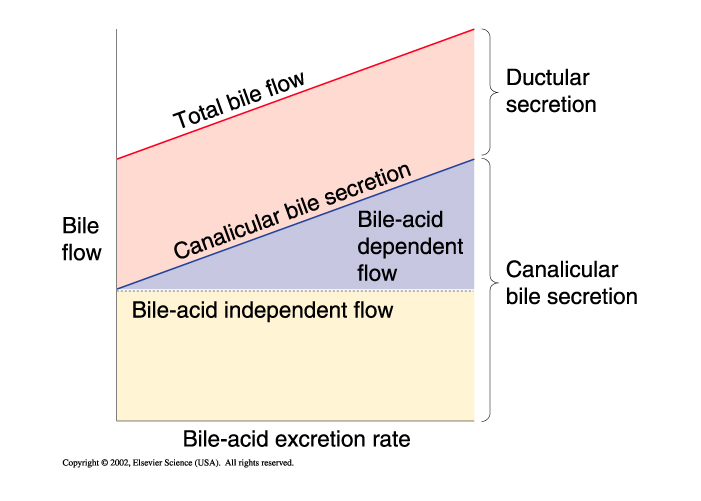 Total bile flow
Ductular
secretion
Canalicular bile secretion
Bile
flow
Bile-acid
dependent
flow
Canalicular
bile secretion
Bile-acid independent flow
Bile-acid excretion rate
Copyright © 2002, Elsevier Science (USA). All rights reserved.